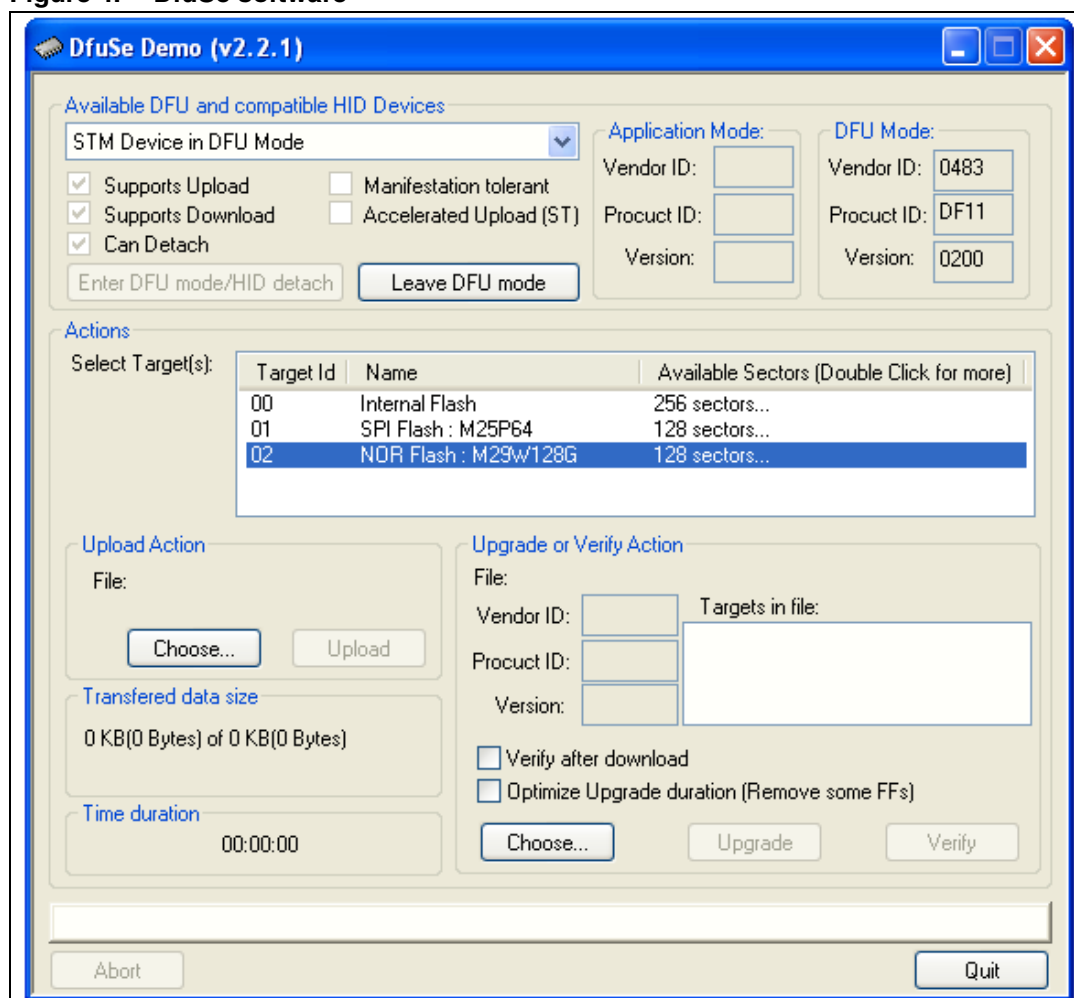 DfuSe Demo (v2.2.1)
Available DFU and compatible HID Devices
STM Device in DFU Mode
Supports Upload
Manifestation tolerant
Supports Download
Accelerated Upload (ST)
Can Detach
Enter DFU mode/HID detach
Leave DFU mode
Application Mode:
Vendor ID:
Procuct ID:
Version:
DFU Mode:
Vendor ID: 0483
Procuct ID: DF11
Version: 0200
Actions
Select Target(s):
Target Id Name Available Sectors (Double Click for more)
00 Internal Flash 256 sectors...
01 SPI Flash : M25P64 128 sectors...
02 NOR Flash : M29W128G 128 sectors...
Upload Action
File:
Choose...
Upload
Transfered data size
0 KB(0 Bytes) of 0 KB(0 Bytes)
Time duration
00:00:00
Upgrade or Verify Action
File:
Vendor ID:
Procuct ID:
Version:
Targets in file:
Verify after download
Optimize Upgrade duration (Remove some FFs)
Choose...
Upgrade
Verify
Abort
Quit